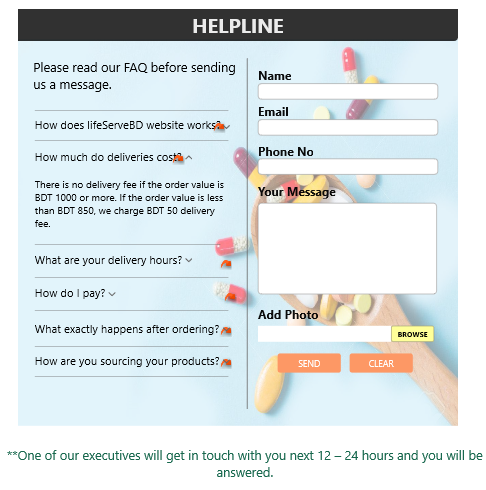 HELPLINE
Please read our FAQ before sending
us a message.
How does lifeServeBD website works?
How much do deliveries cost?
There is no delivery fee if the order value is
BDT 1000 or more. If the order value is less
than BDT 850, we charge BDT 50 delivery
fee.
What are your delivery hours?
How do I pay?
What exactly happens after ordering?
How are you sourcing your products?
Name
Email
Phone No
Your Message
Add Photo
BROWSE
SEND CLEAR
**One of our executives will get in touch with you next 12 – 24 hours and you will be
answered.